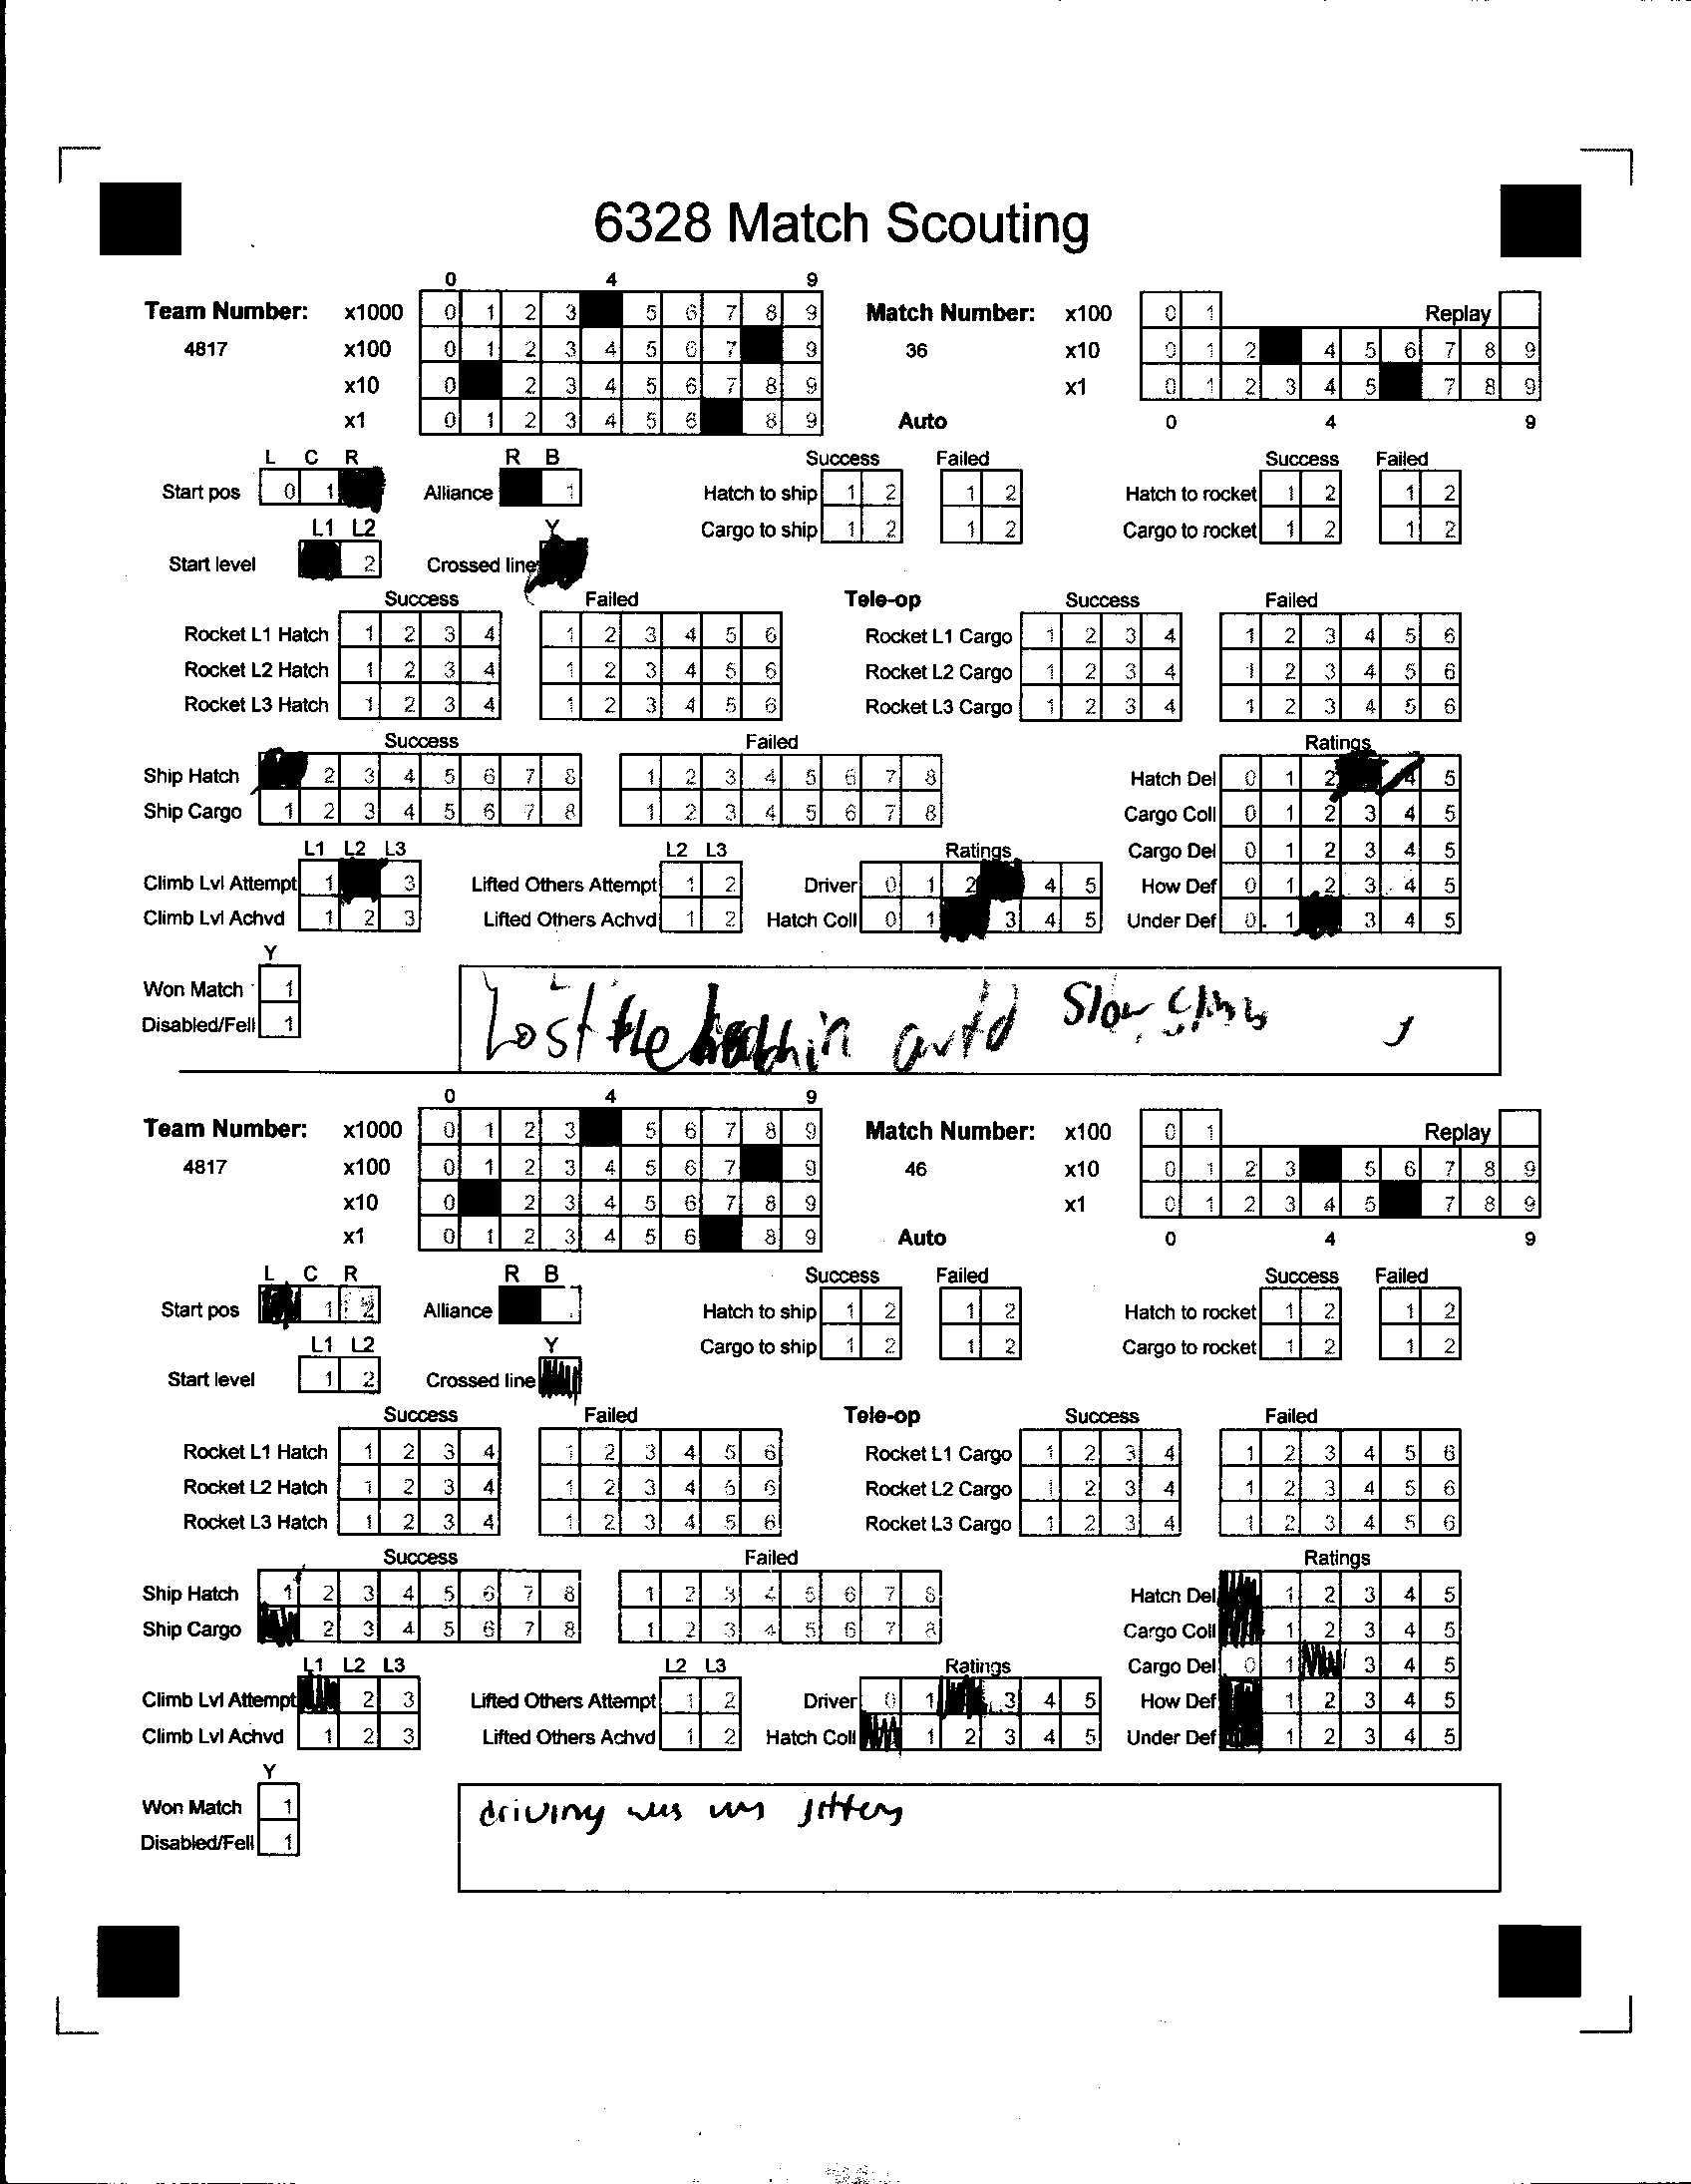 6328 Match Scouting
0 4 9
Team Number: x1000 0 1 2 3 5 6 7 8 9 Match Number: x100 0 1 Replay
4817 x100 0 1 2 3 4 5 6 7 9 36 x10 0 1 2 4 5 6 7 8 9
x10 0 2 3 4 5 6 7 8 9 x1 0 1 2 3 4 5 7 8 9
x1 0 1 2 3 4 5 6 8 9 Auto 0 4 9
L C R R B Success Failed Success Failed
Start pos 0 1 Alliance 1 Hatch to ship 1 2 1 2 Hatch to rocket 1 2 1 2
L1 L2 Y Cargo to ship 1 2 1 2 Cargo to rocket 1 2 1 2
Start level 2 Crossed line
Success Failed Tele-op Success Failed
Rocket L1 Hatch 1 2 3 4 1 2 3 4 5 6 Rocket L1 Cargo 1 2 3 4 1 2 3 4 5 6
Rocket L2 Hatch 1 2 3 4 1 2 3 4 5 6 Rocket L2 Cargo 1 2 3 4 1 2 3 4 5 6
Rocket L3 Hatch 1 2 3 4 1 2 3 4 5 6 Rocket L3 Cargo 1 2 3 4 1 2 3 4 5 6
Success Failed Ratings
Ship Hatch 2 3 4 5 6 7 8 1 2 3 4 5 6 7 8 Hatch Del 0 1 2 4 5
Ship Cargo 1 2 3 4 5 6 7 8 1 2 3 4 5 6 7 8 Cargo Coll 0 1 2 3 4 5
L1 L2 L3 L2 L3 Ratings Cargo Del 0 1 2 3 4 5
Climb Lvl Attempt 1 3 Lifted Others Attempt 1 2 Driver 0 1 2 4 5 How Def 0 1 2 3 4 5
Climb Lvl Achvd 1 2 3 Lifted Others Achvd 1 2 Hatch Coll 0 1 3 4 5 Under Def 0 1 3 4 5
Y
Won Match 1
Disabled/Fell 1
Lost the in Slow climb
0 4 9
Team Number: x1000 0 1 2 3 5 6 7 8 9 Match Number: x100 0 1 Replay
4817 x100 0 1 2 3 4 5 6 7 9 46 x10 0 1 2 3 5 6 7 8 9
x10 0 2 3 4 5 6 7 8 9 x1 0 1 2 3 4 5 7 8 9
x1 0 1 2 3 4 5 6 8 9 Auto 0 4 9
L C R R B Success Failed Success Failed
Start pos 1 2 Alliance Hatch to ship 1 2 1 2 Hatch to rocket 1 2 1 2
L1 L2 Y Cargo to ship 1 2 1 2 Cargo to rocket 1 2 1 2
Start level 1 2 Crossed line
Success Failed Tele-op Success Failed
Rocket L1 Hatch 1 2 3 4 1 2 3 4 5 6 Rocket L1 Cargo 1 2 3 4 1 2 3 4 5 6
Rocket L2 Hatch 1 2 3 4 1 2 3 4 5 6 Rocket L2 Cargo 1 2 3 4 1 2 3 4 5 6
Rocket L3 Hatch 1 2 3 4 1 2 3 4 5 6 Rocket L3 Cargo 1 2 3 4 1 2 3 4 5 6
Success Failed Ratings
Ship Hatch 1 2 3 4 5 6 7 8 1 2 3 4 5 6 7 8 Hatch Del 1 2 3 4 5
Ship Cargo 2 3 4 5 6 7 8 1 2 3 4 5 6 7 8 Cargo Coll 1 2 3 4 5
L1 L2 L3 L2 L3 Ratings Cargo Del 0 1 3 4 5
Climb Lvl Attempt 2 3 Lifted Others Attempt 1 2 Driver 0 1 3 4 5 How Def 1 2 3 4 5
Climb Lvl Achvd 1 2 3 Lifted Others Achvd 1 2 Hatch Coll 1 2 3 4 5 Under Def 1 2 3 4 5
Y
Won Match 1
Disabled/Fell 1
driving was jittery